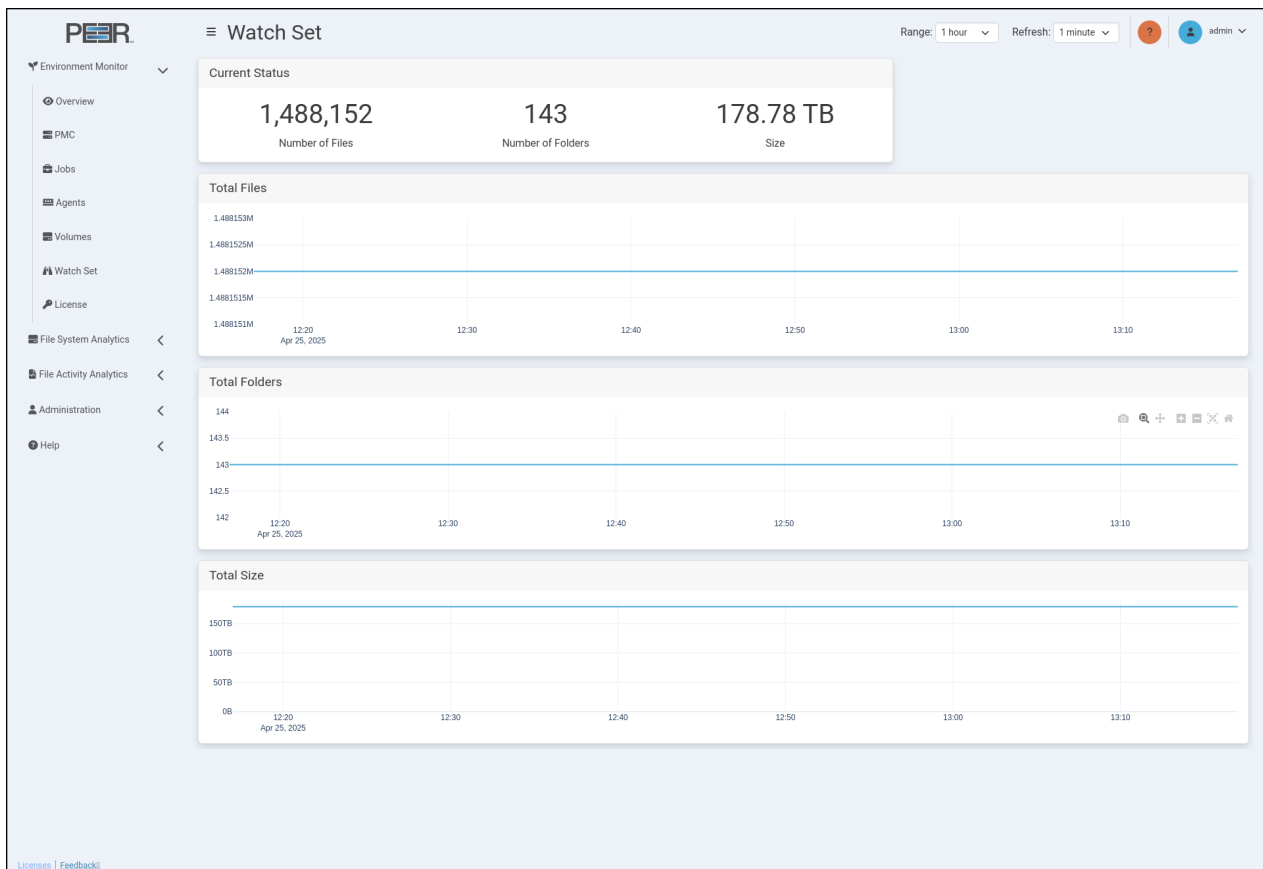 PEER
≡ Watch Set
Range: 1 hour Refresh: 1 minute ? admin
Environment Monitor
Overview
PMC
Jobs
Agents
Volumes
Watch Set
License
File System Analytics
File Activity Analytics
Administration
Help
Current Status
1,488,152 143 178.78 TB
Number of Files Number of Folders Size
Total Files
1.488153M
1.4881525M
1.488152M
1.4881515M
1.488151M
12:20 12:30 12:40 12:50 13:00 13:10
Apr 25, 2025
Total Folders
144
143.5
143
142.5
142
12:20 12:30 12:40 12:50 13:00 13:10
Apr 25, 2025
Total Size
150TB
100TB
50TB
0B
12:20 12:30 12:40 12:50 13:00 13:10
Apr 25, 2025
Licenses | Feedback